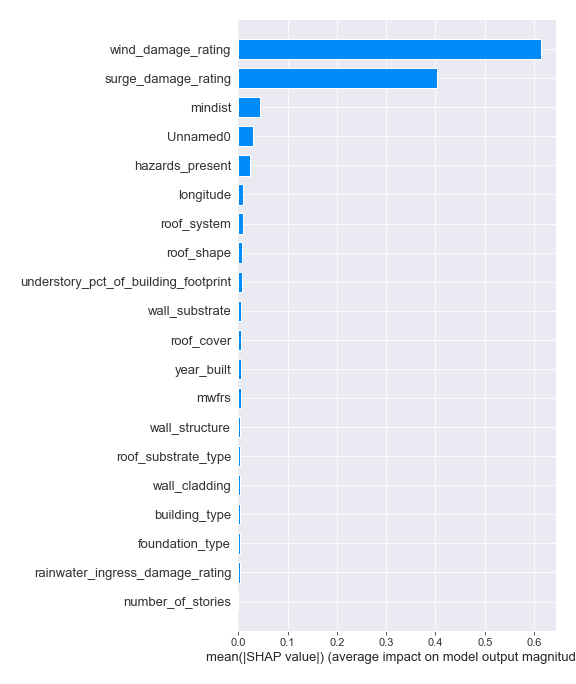 wind_damage_rating
surge_damage_rating
mindist
Unnamed0
hazards_present
longitude
roof_system
roof_shape
understory_pct_of_building_footprint
wall_substrate
roof_cover
year_built
mwfrs
wall_structure
roof_substrate_type
wall_cladding
building_type
foundation_type
rainwater_ingress_damage_rating
number_of_stories
0.0 0.1 0.2 0.3 0.4 0.5 0.6
mean(|SHAP value|) (average impact on model output magnitud